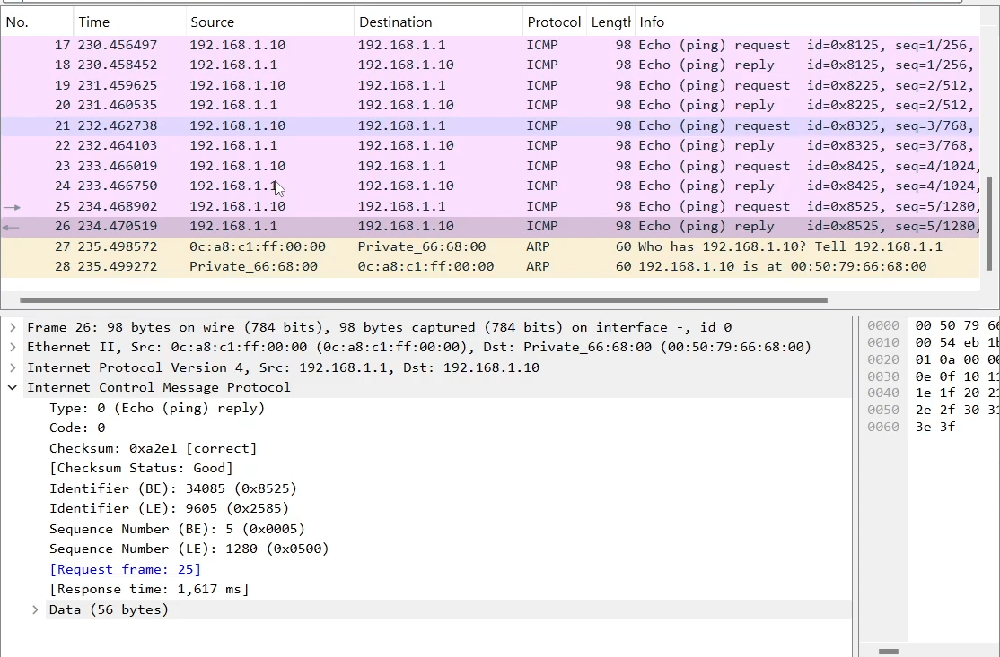 No. Time Source Destination Protocol Length Info
17 230.456497 192.168.1.10 192.168.1.1 ICMP 98 Echo (ping) request id=0x8125, seq=1/256,
18 230.458452 192.168.1.1 192.168.1.10 ICMP 98 Echo (ping) reply id=0x8125, seq=1/256,
19 231.459625 192.168.1.10 192.168.1.1 ICMP 98 Echo (ping) request id=0x8225, seq=2/512,
20 231.460535 192.168.1.1 192.168.1.10 ICMP 98 Echo (ping) reply id=0x8225, seq=2/512,
21 232.462738 192.168.1.10 192.168.1.1 ICMP 98 Echo (ping) request id=0x8325, seq=3/768,
22 232.464103 192.168.1.1 192.168.1.10 ICMP 98 Echo (ping) reply id=0x8325, seq=3/768,
23 233.466019 192.168.1.10 192.168.1.1 ICMP 98 Echo (ping) request id=0x8425, seq=4/1024,
24 233.466750 192.168.1.1 192.168.1.10 ICMP 98 Echo (ping) reply id=0x8425, seq=4/1024,
25 234.468902 192.168.1.10 192.168.1.1 ICMP 98 Echo (ping) request id=0x8525, seq=5/1280,
26 234.470519 192.168.1.1 192.168.1.10 ICMP 98 Echo (ping) reply id=0x8525, seq=5/1280,
27 235.498572 0c:a8:c1:ff:00:00 Private_66:68:00 ARP 60 Who has 192.168.1.10? Tell 192.168.1.1
28 235.499272 Private_66:68:00 0c:a8:c1:ff:00:00 ARP 60 192.168.1.10 is at 00:50:79:66:68:00
Frame 26: 98 bytes on wire (784 bits), 98 bytes captured (784 bits) on interface -, id 0
Ethernet II, Src: 0c:a8:c1:ff:00:00 (0c:a8:c1:ff:00:00), Dst: Private_66:68:00 (00:50:79:66:68:00)
Internet Protocol Version 4, Src: 192.168.1.1, Dst: 192.168.1.10
Internet Control Message Protocol
Type: 0 (Echo (ping) reply)
Code: 0
Checksum: 0xa2e1 [correct]
[Checksum Status: Good]
Identifier (BE): 34085 (0x8525)
Identifier (LE): 9605 (0x2585)
Sequence Number (BE): 5 (0x0005)
Sequence Number (LE): 1280 (0x0500)
[Request frame: 25]
[Response time: 1,617 ms]
Data (56 bytes)
0000 00 50 79 66
0010 00 54 eb 1b
0020 01 0a 00 00
0030 0e 0f 10 11
0040 1e 1f 20 21
0050 2e 2f 30 31
0060 3e 3f